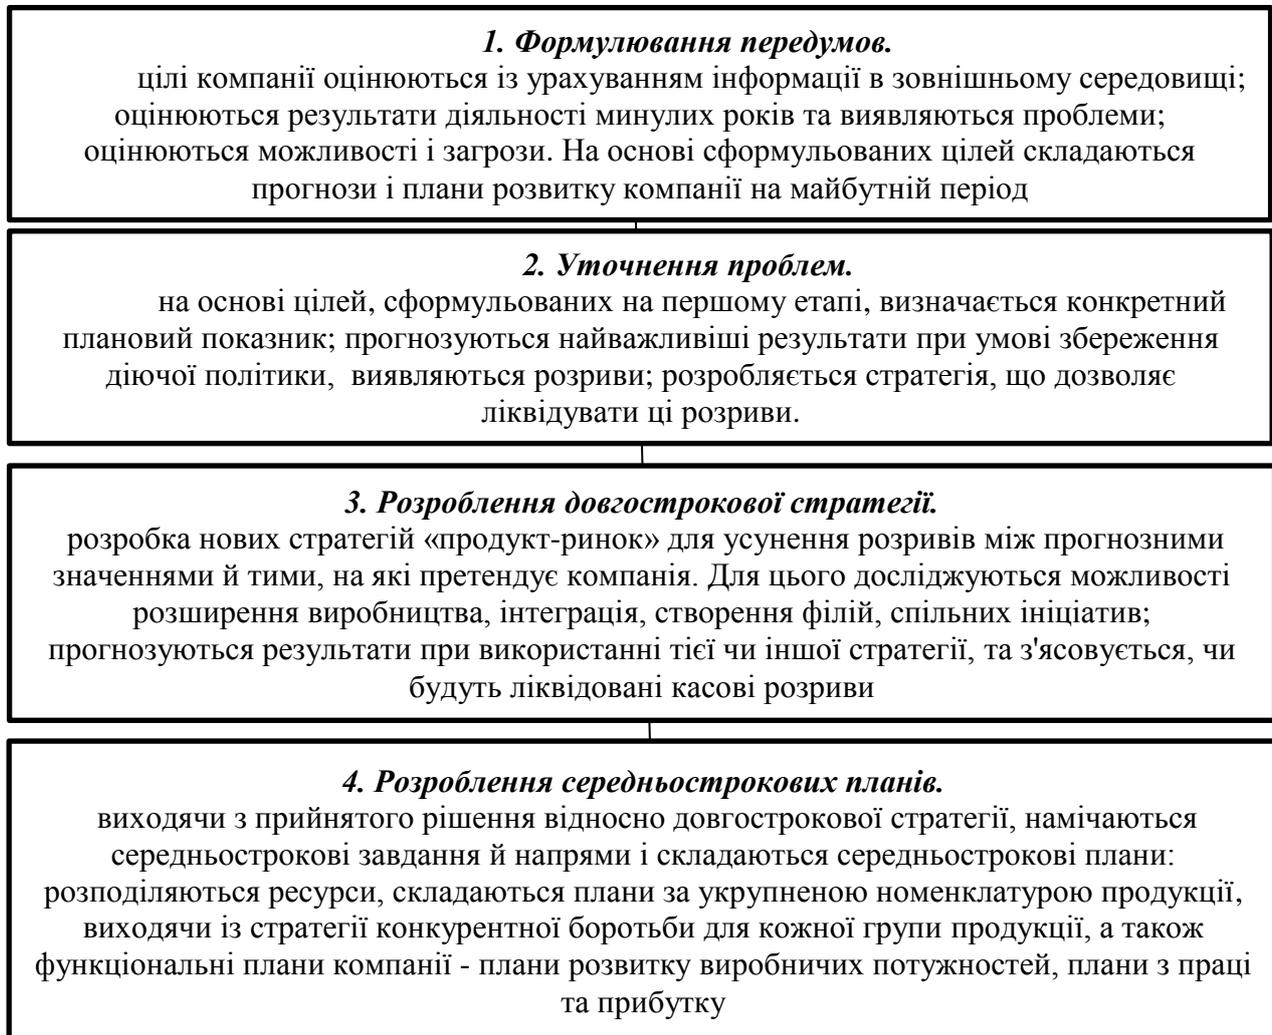 1. Формулювання передумов.
цілі компанії оцінюються із урахуванням інформації в зовнішньому середовищі;
оцінюються результати діяльності минулих років та виявляються проблеми;
оцінюються можливості і загрози. На основі сформульованих цілей складаються
прогнози і плани розвитку компанії на майбутній період
2. Уточнення проблем.
на основі цілей, сформульованих на першому етапі, визначається конкретний
плановий показник; прогнозуються найважливіші результати при умові збереження
діючої політики, виявляються розриви; розробляється стратегія, що дозволяє
ліквідувати ці розриви.
3. Розроблення довгострокової стратегії.
розробка нових стратегій «продукт-ринок» для усунення розривів між прогнозними
значеннями й тими, на які претендує компанія. Для цього досліджуються можливості
розширення виробництва, інтеграція, створення філій, спільних ініціатив;
прогнозуються результати при використанні тієї чи іншої стратегії, та з'ясовується, чи
будуть ліквідовані касові розриви
4. Розроблення середньострокових планів.
виходячи з прийнятого рішення відносно довгострокової стратегії, намічаються
середньострокові завдання й напрями і складаються середньострокові плани:
розподіляються ресурси, складаються плани за укрупненою номенклатурою продукції,
виходячи із стратегії конкурентної боротьби для кожної групи продукції, а також
функціональні плани компанії - плани розвитку виробничих потужностей, плани з праці
та прибутку